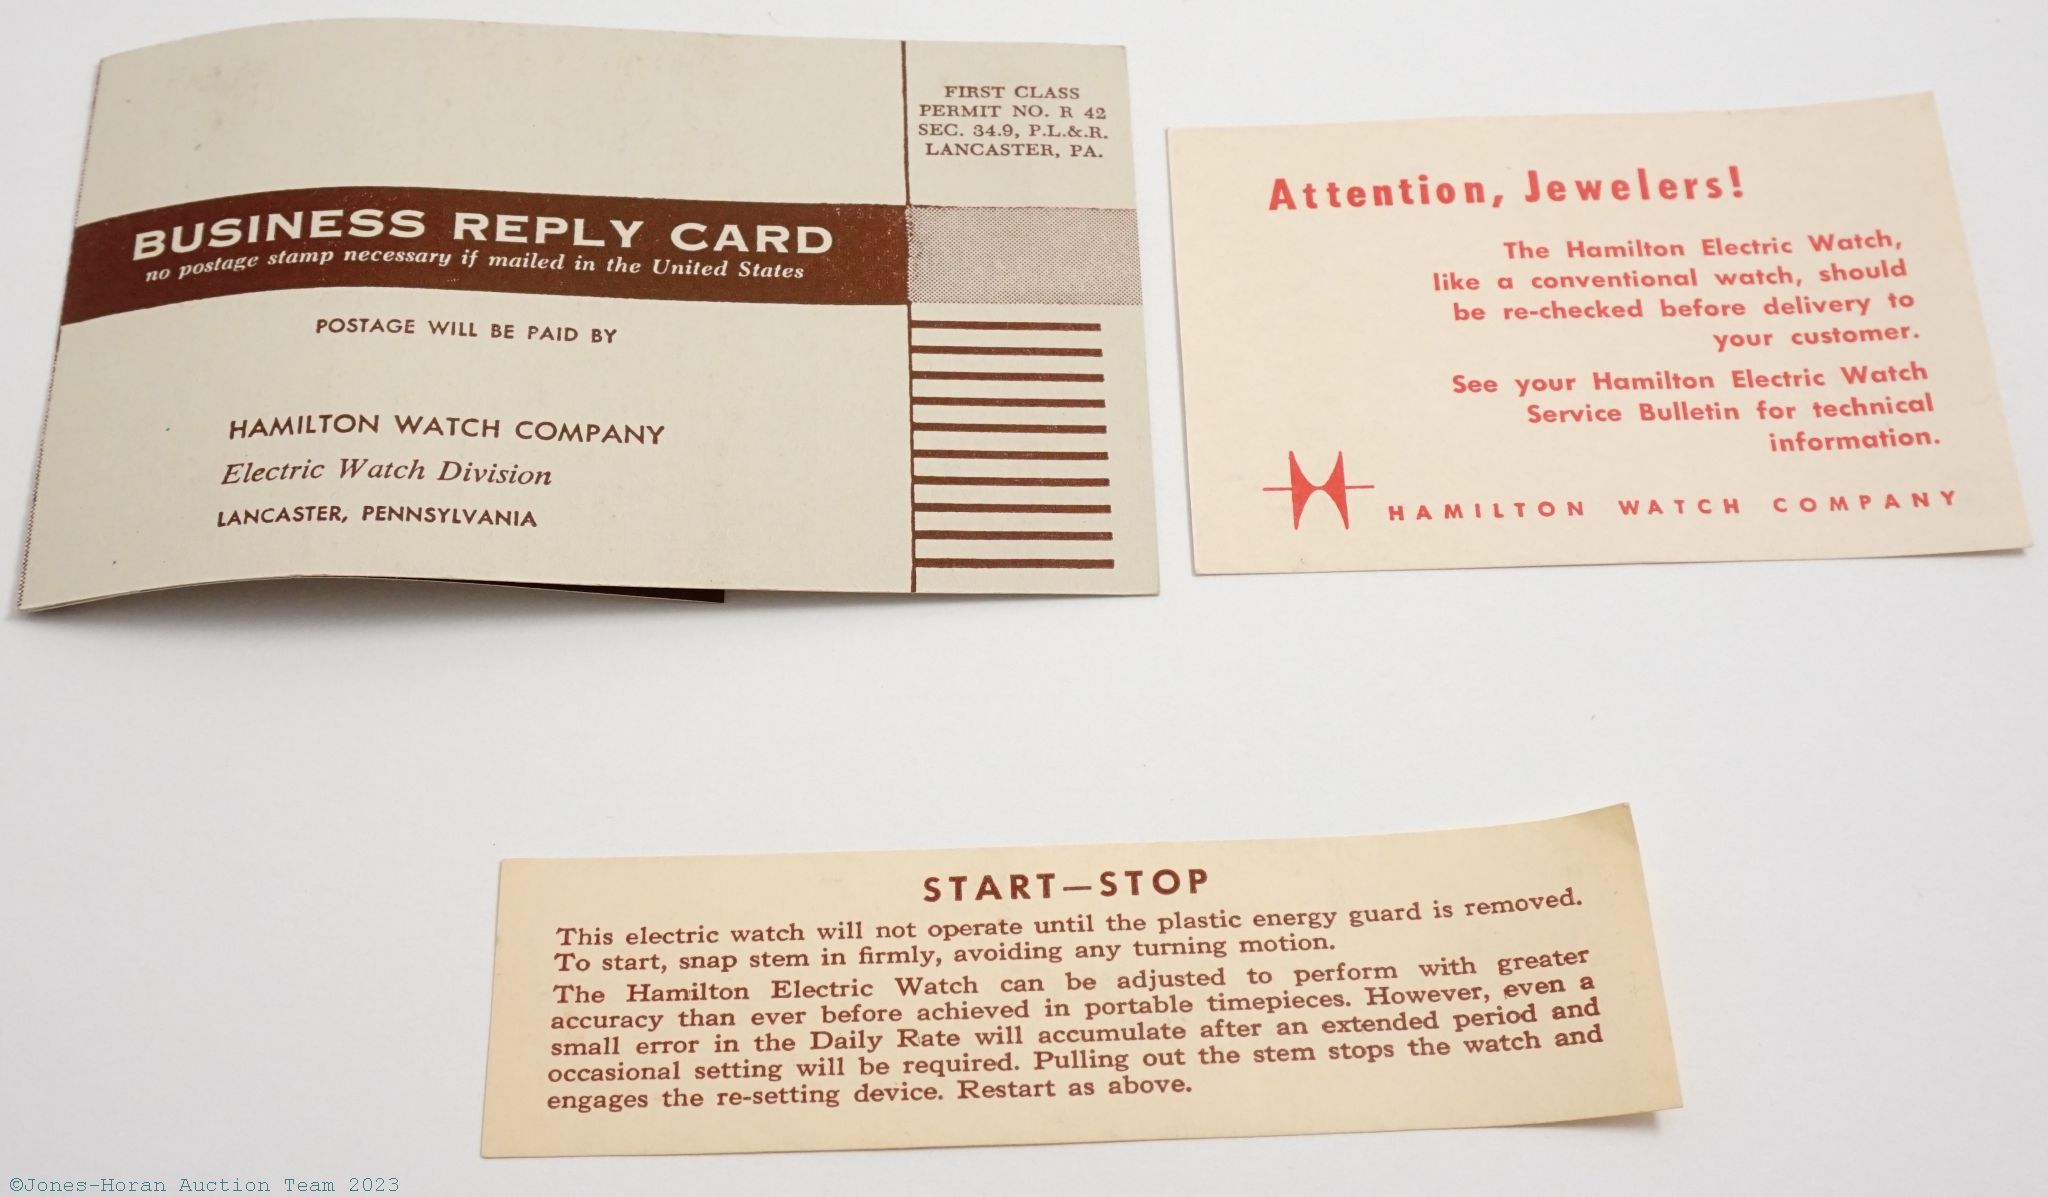 FIRST CLASS
PERMIT NO. R 42
SEC. 34.9, P.L.&.R.
LANCASTER, PA.
BUSINESS REPLY CARD
no postage stamp necessary if mailed in the United States
POSTAGE WILL BE PAID BY
HAMILTON WATCH COMPANY
Electric Watch Division
LANCASTER, PENNSYLVANIA
Attention, Jewelers!
The Hamilton Electric Watch,
like a conventional watch, should
be re-checked before delivery to
your customer.
See your Hamilton Electric Watch
Service Bulletin for technical
information.
HAMILTON WATCH COMPANY
START—STOP
This electric watch will not operate until the plastic energy guard is removed.
To start, snap stem in firmly, avoiding any turning motion.
The Hamilton Electric Watch can be adjusted to perform with greater
accuracy than ever before achieved in portable timepieces. However, even a
small error in the Daily Rate will accumulate after an extended period and
occasional setting will be required. Pulling out the stem stops the watch and
engages the re-setting device. Restart as above.
©Jones-Horan Auction Team 2023